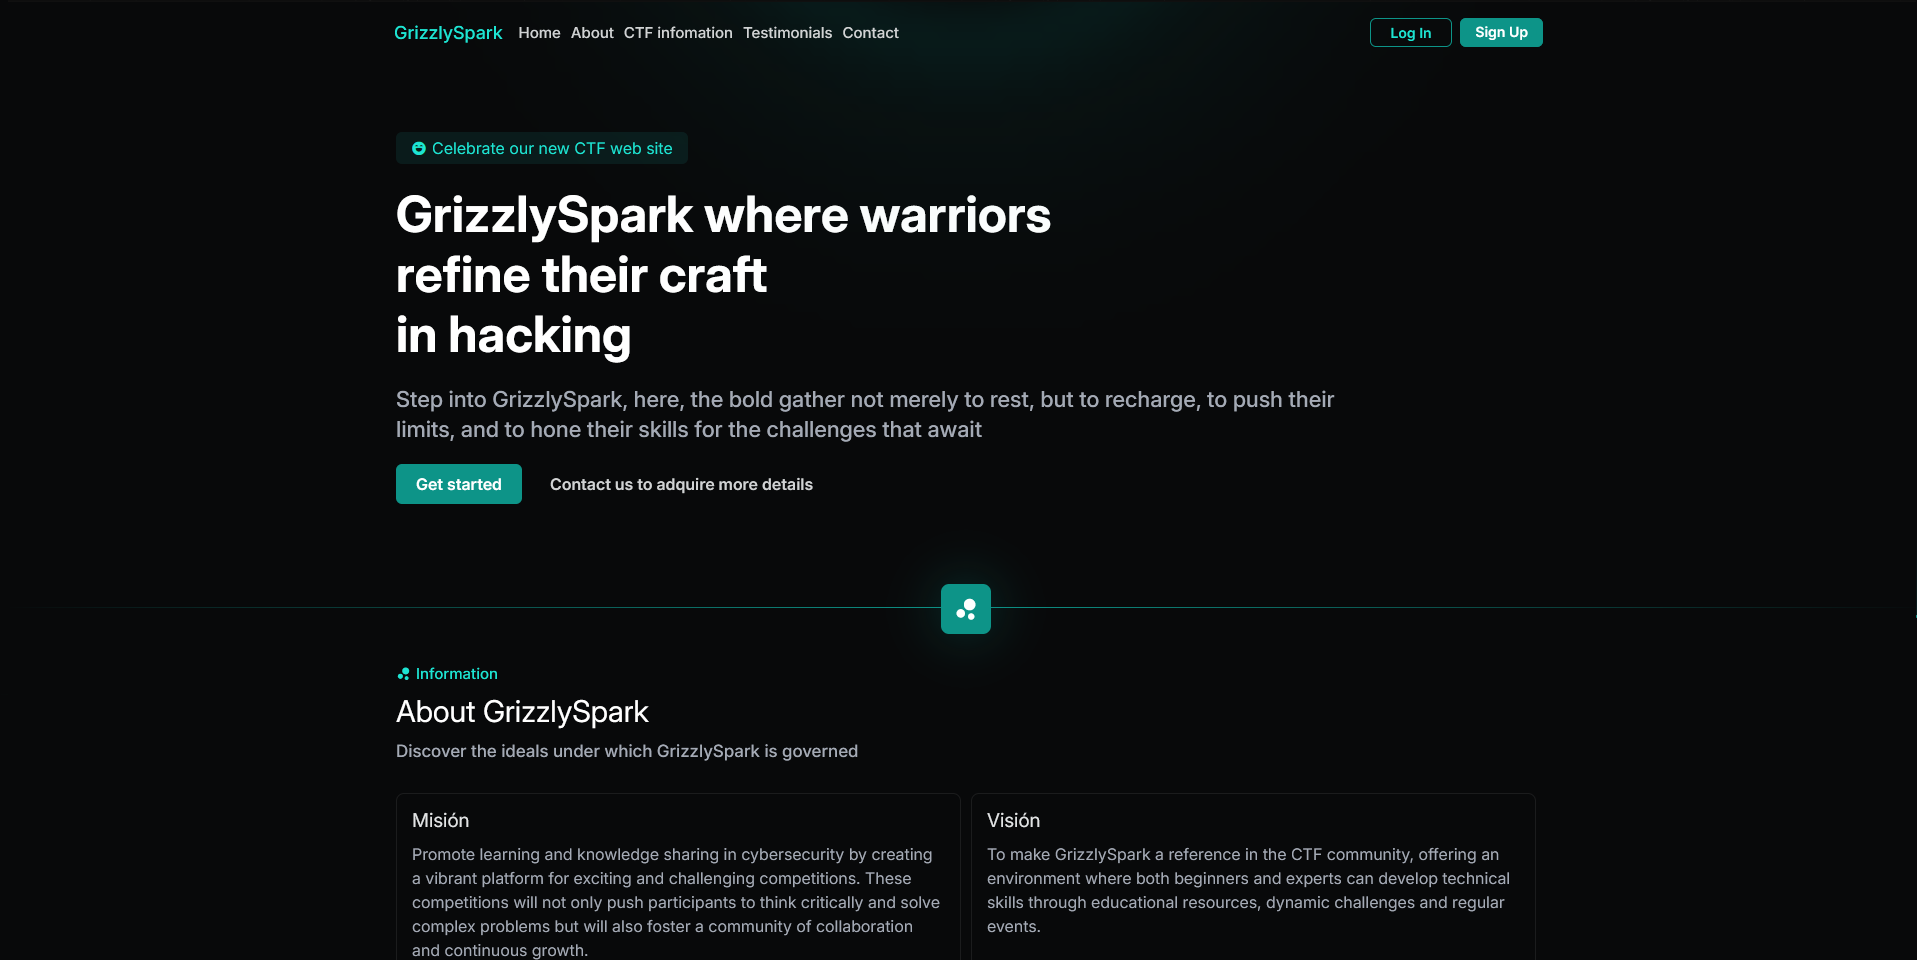 GrizzlySpark Home About CTF infomation Testimonials Contact Log In Sign Up
Celebrate our new CTF web site
GrizzlySpark where warriors
refine their craft
in hacking
Step into GrizzlySpark, here, the bold gather not merely to rest, but to recharge, to push their
limits, and to hone their skills for the challenges that await
Get started Contact us to adquire more details
Information
About GrizzlySpark
Discover the ideals under which GrizzlySpark is governed
Misión
Promote learning and knowledge sharing in cybersecurity by creating
a vibrant platform for exciting and challenging competitions. These
competitions will not only push participants to think critically and solve
complex problems but will also foster a community of collaboration
and continuous growth.
Visión
To make GrizzlySpark a reference in the CTF community, offering an
environment where both beginners and experts can develop technical
skills through educational resources, dynamic challenges and regular
events.